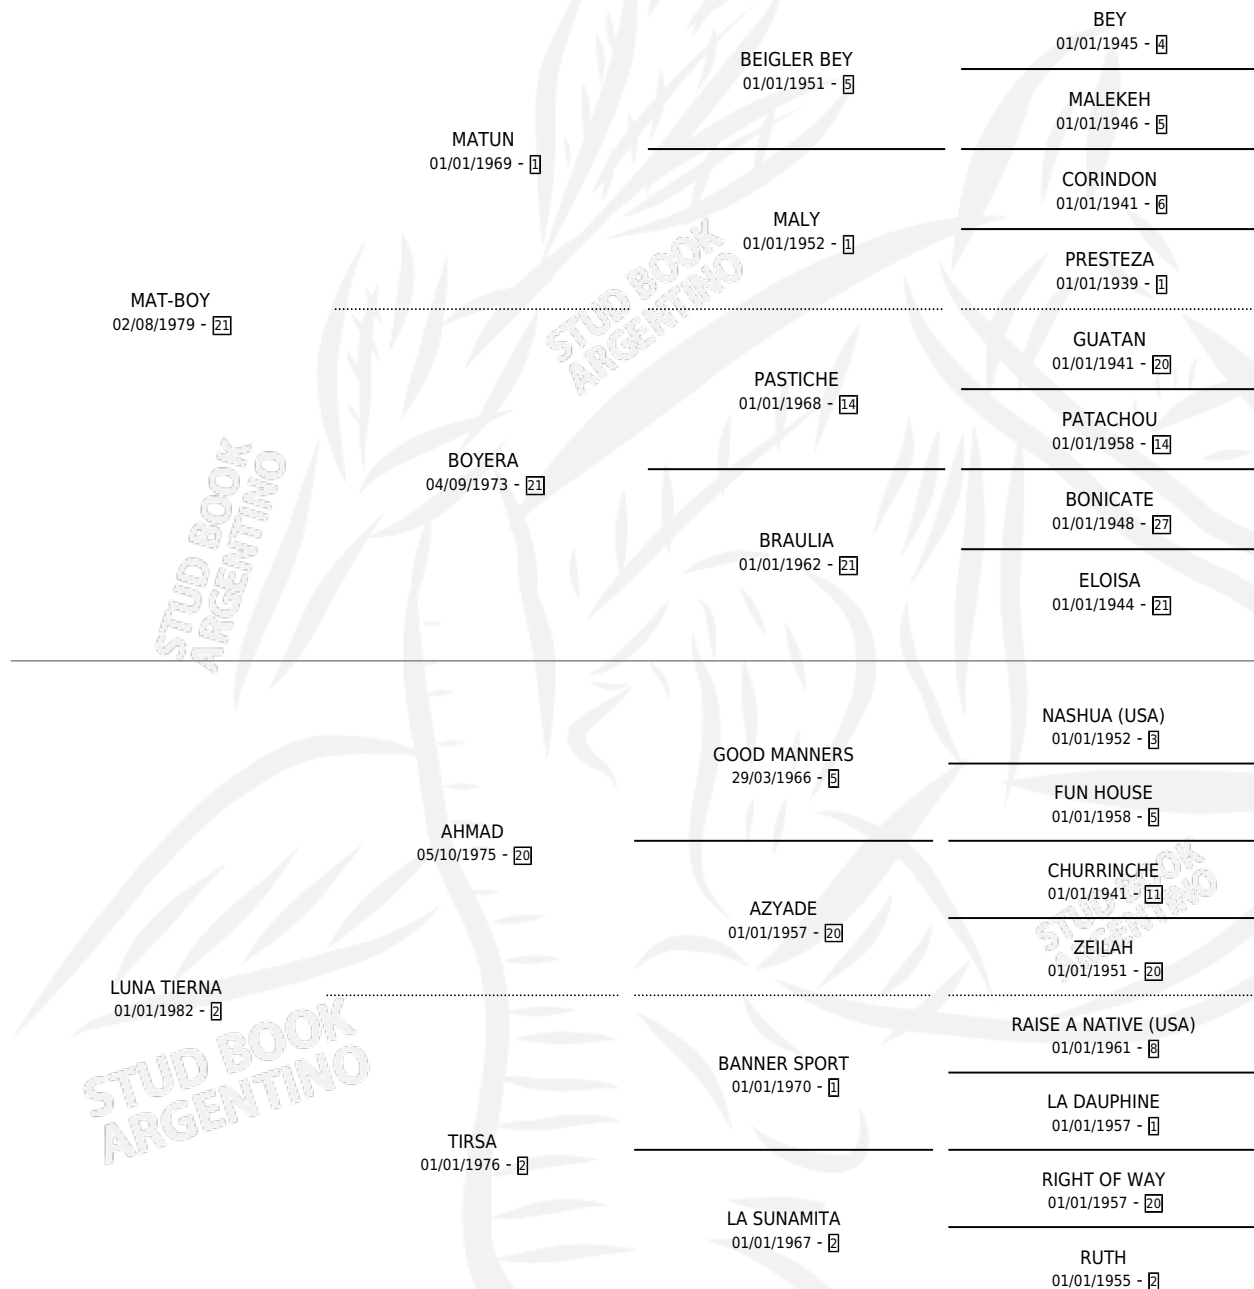 BEY
01/01/1945 - 4
BEIGLER BEY
01/01/1951 - 5
MALEKEH
01/01/1946 - 5
MATUN
01/01/1969 - 1
CORINDON
01/01/1941 - 6
MALY
01/01/1952 - 1
PRESTEZA
01/01/1939 - 1
MAT-BOY
02/08/1979 - 21
STUD BOOK
ARGENTINO
GUATAN
01/01/1941 - 20
PASTICHE
01/01/1968 - 14
PATACHOU
01/01/1958 - 14
BOYERA
04/09/1973 - 21
BONICATE
01/01/1948 - 27
BRAULIA
01/01/1962 - 21
ELOISA
01/01/1944 - 21
STUD BOOK
ARGENTINO
NASHUA (USA)
01/01/1952 - 3
GOOD MANNERS
29/03/1966 - 5
FUN HOUSE
01/01/1958 - 5
AHMAD
05/10/1975 - 20
CHURRINCHE
01/01/1941 - 11
AZYADE
01/01/1957 - 20
ZEILAH
01/01/1951 - 20
STUD BOOK
ARGENTINO
LUNA TIERNA
01/01/1982 - 2
RAISE A NATIVE (USA)
01/01/1961 - 8
BANNER SPORT
01/01/1970 - 1
LA DAUPHINE
01/01/1957 - 1
STUD BOOK
ARGENTINO
TIRSA
01/01/1976 - 2
RIGHT OF WAY
01/01/1957 - 20
LA SUNAMITA
01/01/1967 - 2
RUTH
01/01/1955 - 2